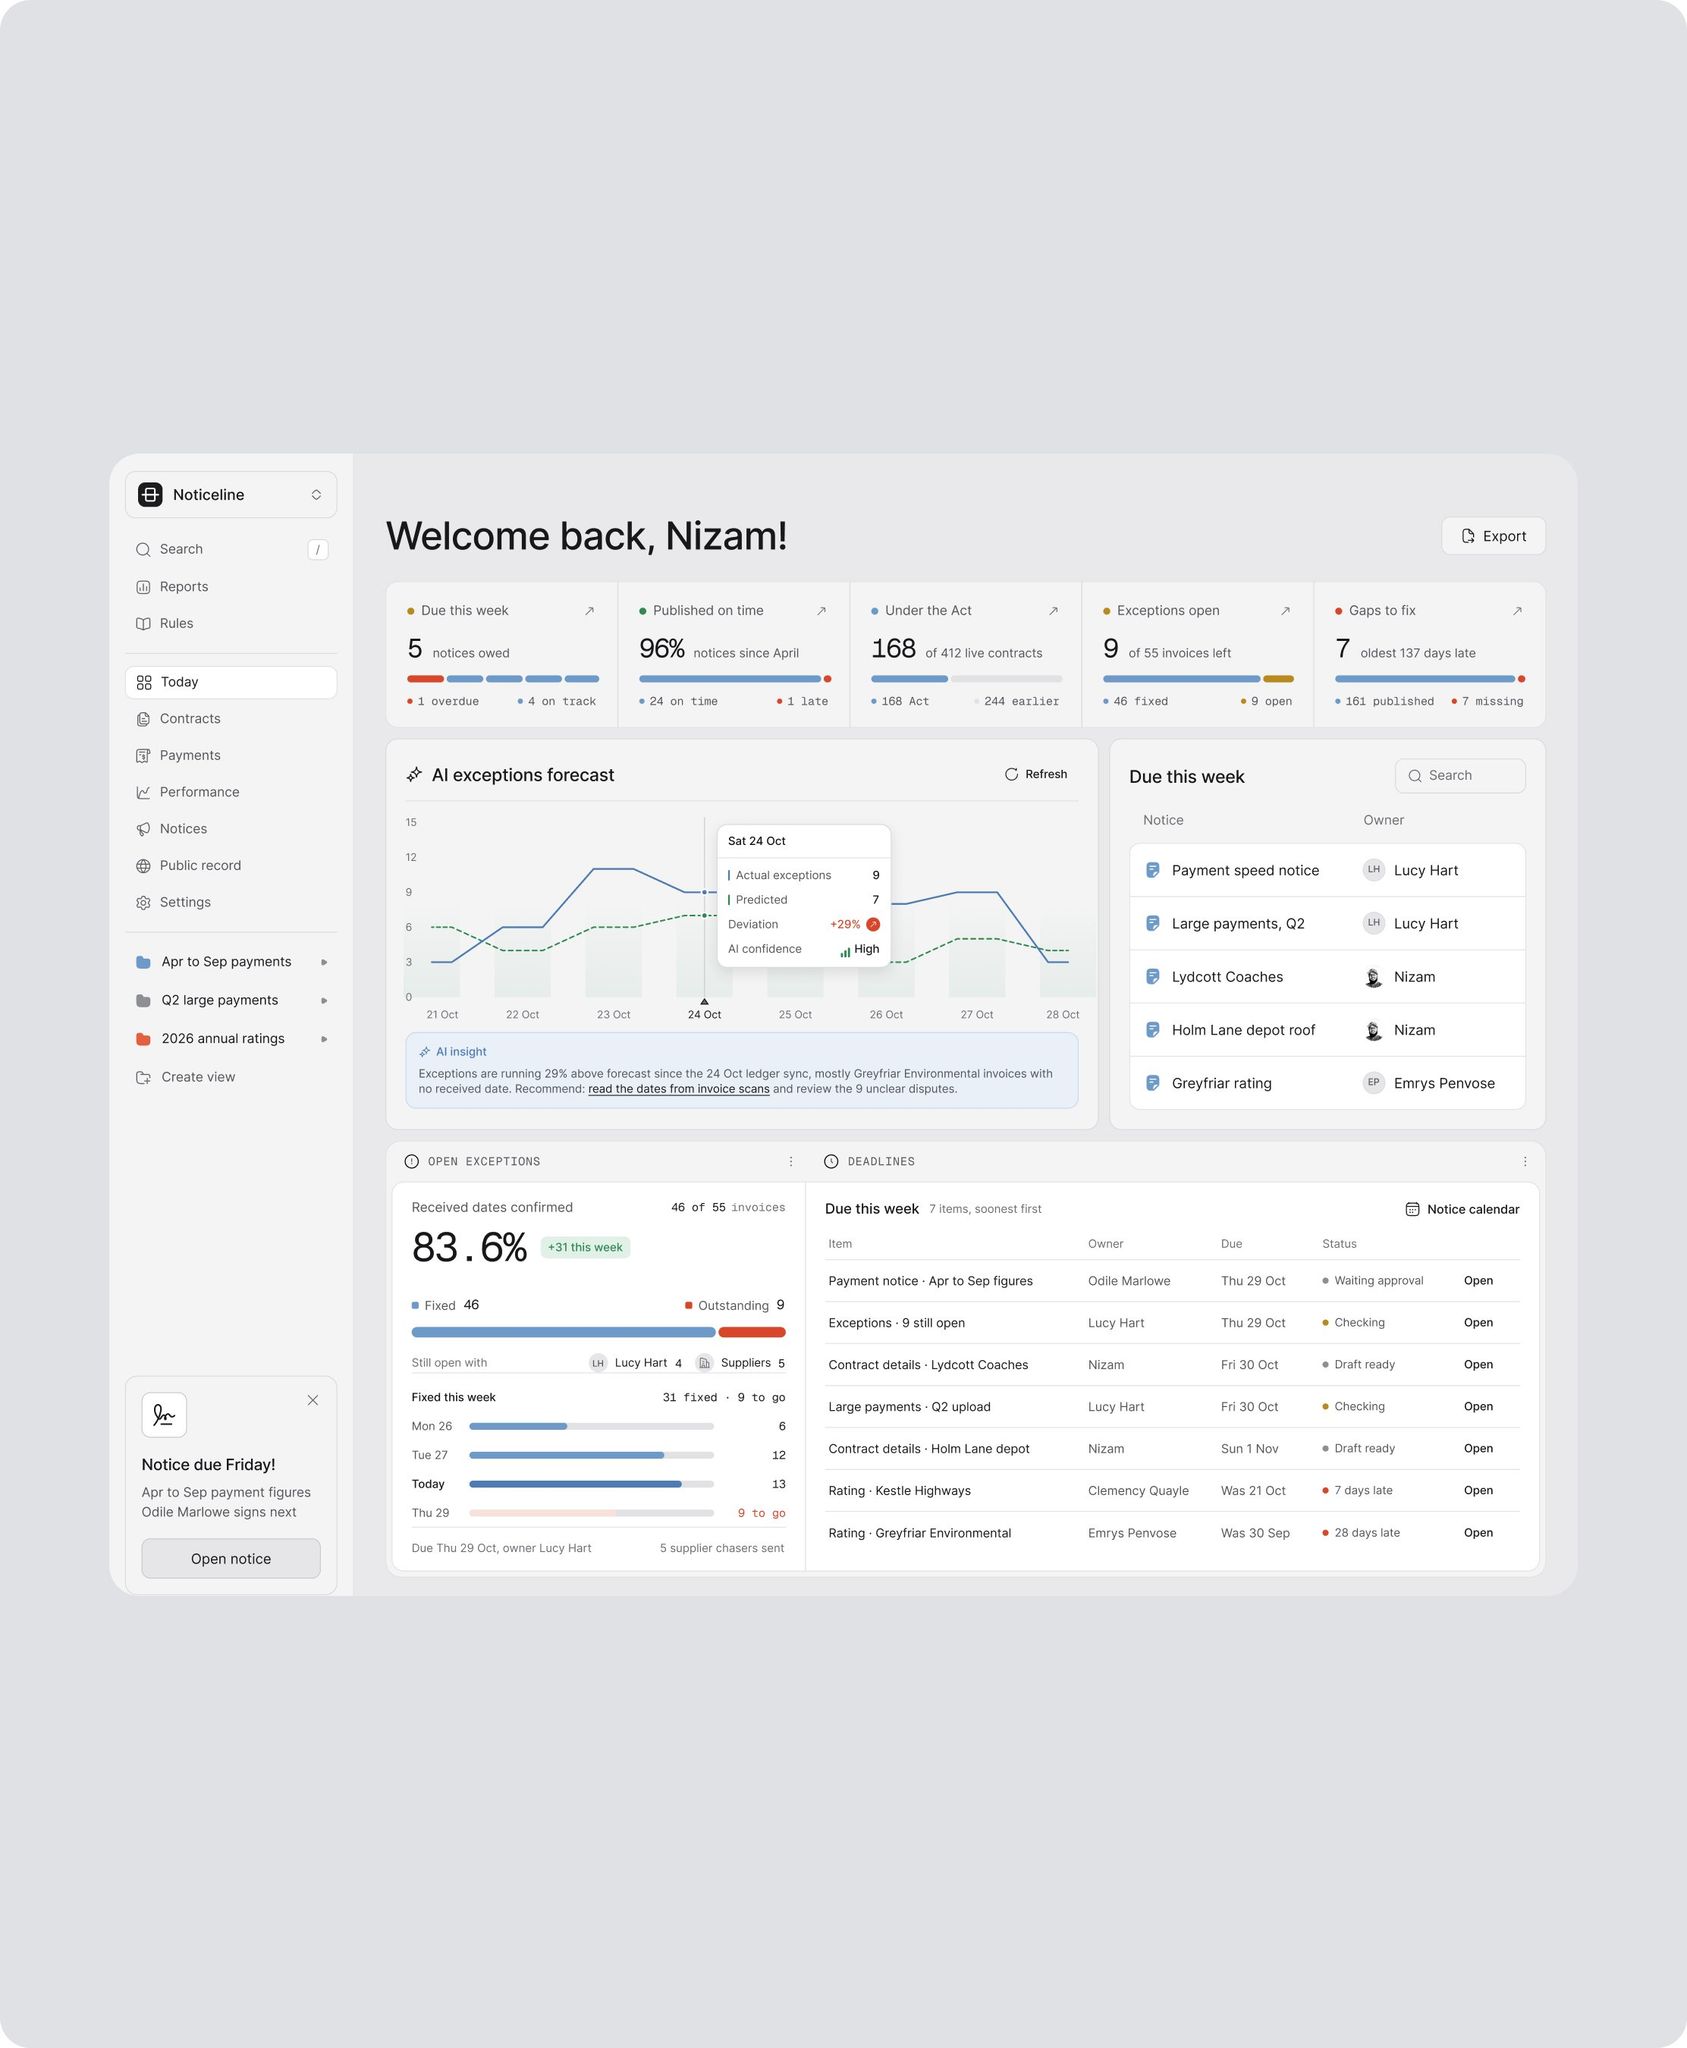 Noticeline
Search /
Reports
Rules
Today
Contracts
Payments
Performance
Notices
Public record
Settings
Apr to Sep payments
Q2 large payments
2026 annual ratings
Create view
Notice due Friday!
Apr to Sep payment figures
Odile Marlowe signs next
Open notice
Welcome back, Nizam!
Export
Due this week
5 notices owed
1 overdue 4 on track
Published on time
96% notices since April
24 on time 1 late
Under the Act
168 of 412 live contracts
168 Act 244 earlier
Exceptions open
9 of 55 invoices left
46 fixed 9 open
Gaps to fix
7 oldest 137 days late
161 published 7 missing
AI exceptions forecast
Refresh
15
12
9
6
3
0
Sat 24 Oct
Actual exceptions 9
Predicted 7
Deviation +29%
AI confidence High
21 Oct 22 Oct 23 Oct 24 Oct 25 Oct 26 Oct 27 Oct 28 Oct
AI insight
Exceptions are running 29% above forecast since the 24 Oct ledger sync, mostly Greyfriar Environmental invoices with
no received date. Recommend: read the dates from invoice scans and review the 9 unclear disputes.
Due this week
Search
Notice Owner
Payment speed notice LH Lucy Hart
Large payments, Q2 LH Lucy Hart
Lydcott Coaches Nizam
Holm Lane depot roof Nizam
Greyfriar rating EP Emrys Penvose
OPEN EXCEPTIONS
Received dates confirmed 46 of 55 invoices
83.6% +31 this week
Fixed 46 Outstanding 9
Still open with LH Lucy Hart 4 Suppliers 5
Fixed this week 31 fixed · 9 to go
Mon 26 6
Tue 27 12
Today 13
Thu 29 9 to go
Due Thu 29 Oct, owner Lucy Hart 5 supplier chasers sent
DEADLINES
Due this week 7 items, soonest first Notice calendar
Item Owner Due Status
Payment notice · Apr to Sep figures Odile Marlowe Thu 29 Oct Waiting approval Open
Exceptions · 9 still open Lucy Hart Thu 29 Oct Checking Open
Contract details · Lydcott Coaches Nizam Fri 30 Oct Draft ready Open
Large payments · Q2 upload Lucy Hart Fri 30 Oct Checking Open
Contract details · Holm Lane depot Nizam Sun 1 Nov Draft ready Open
Rating · Kestle Highways Clemency Quayle Was 21 Oct 7 days late Open
Rating · Greyfriar Environmental Emrys Penvose Was 30 Sep 28 days late Open